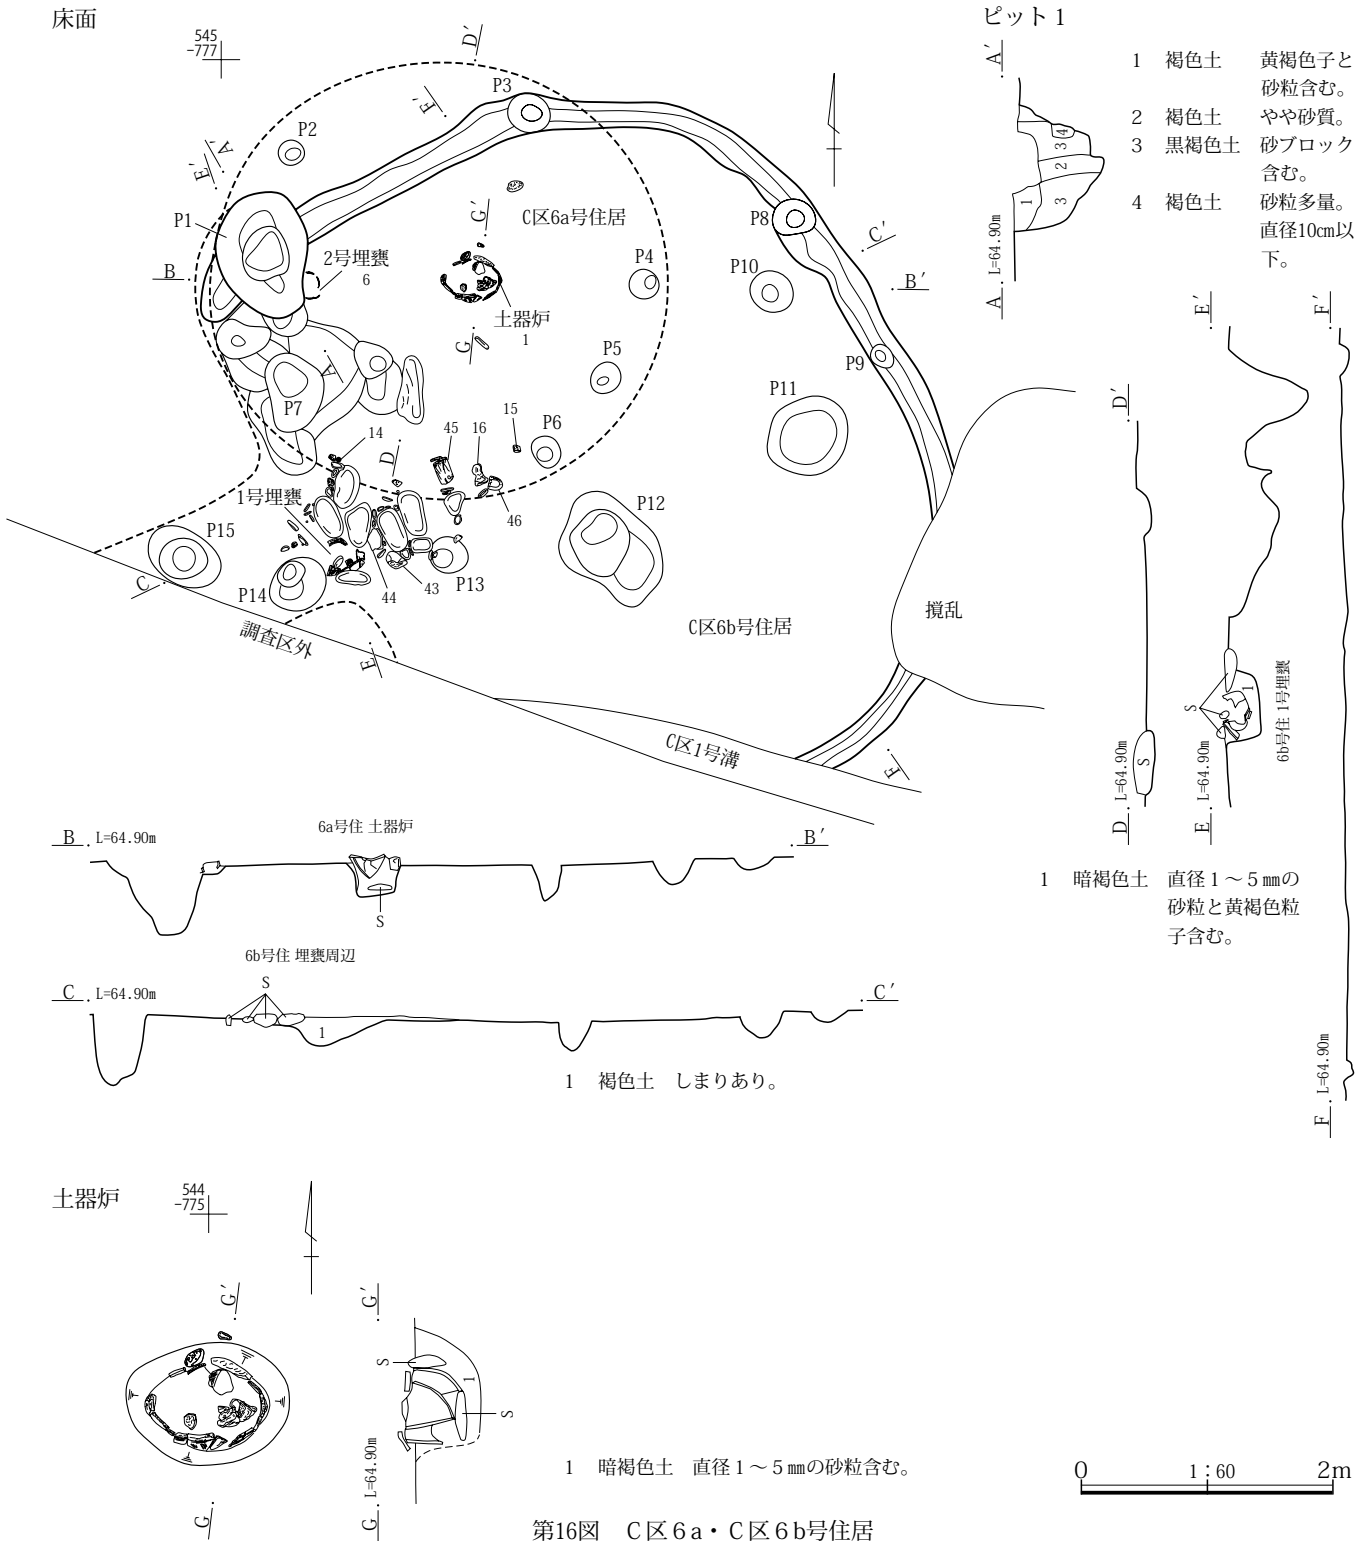 床面
545
-777
D′
F′
P3
P2
A′
E′
P1
G′
C区6a号住居
P8
C′
B
2号埋甕
6
P4
P10
B′
土器炉
1
G
A
P5
P9
P7
P11
14
45
16
15
P6
D
1号埋甕
46
P12
P15
C
P14
44
43
P13
C区6b号住居
攪乱
調査区外
E
C区1号溝
F
ピット1
A′
4
3
2
1
3
A L=64.90m
1 褐色土 黄褐色子と
砂粒含む。
2 褐色土 やや砂質。
3 黒褐色土 砂ブロック
含む。
4 褐色土 砂粒多量。
直径10㎝以
下。
D′
S
D L=64.90m
E′
S
1
6b号住 1号埋甕
E L=64.90m
F′
F L=64.90m
1 暗褐色土 直径1~5㎜の
砂粒と黄褐色粒
子含む。
B L=64.90m
6a号住 土器炉
B′
S
6b号住 埋甕周辺
C L=64.90m
S
C′
1
1 褐色土 しまりあり。
土器炉
544
-775
G′
G
G′
S
1
S
G L=64.90m
1 暗褐色土 直径1~5㎜の砂粒含む。
0 1:60 2m
第16図 C区6a・C区6b号住居